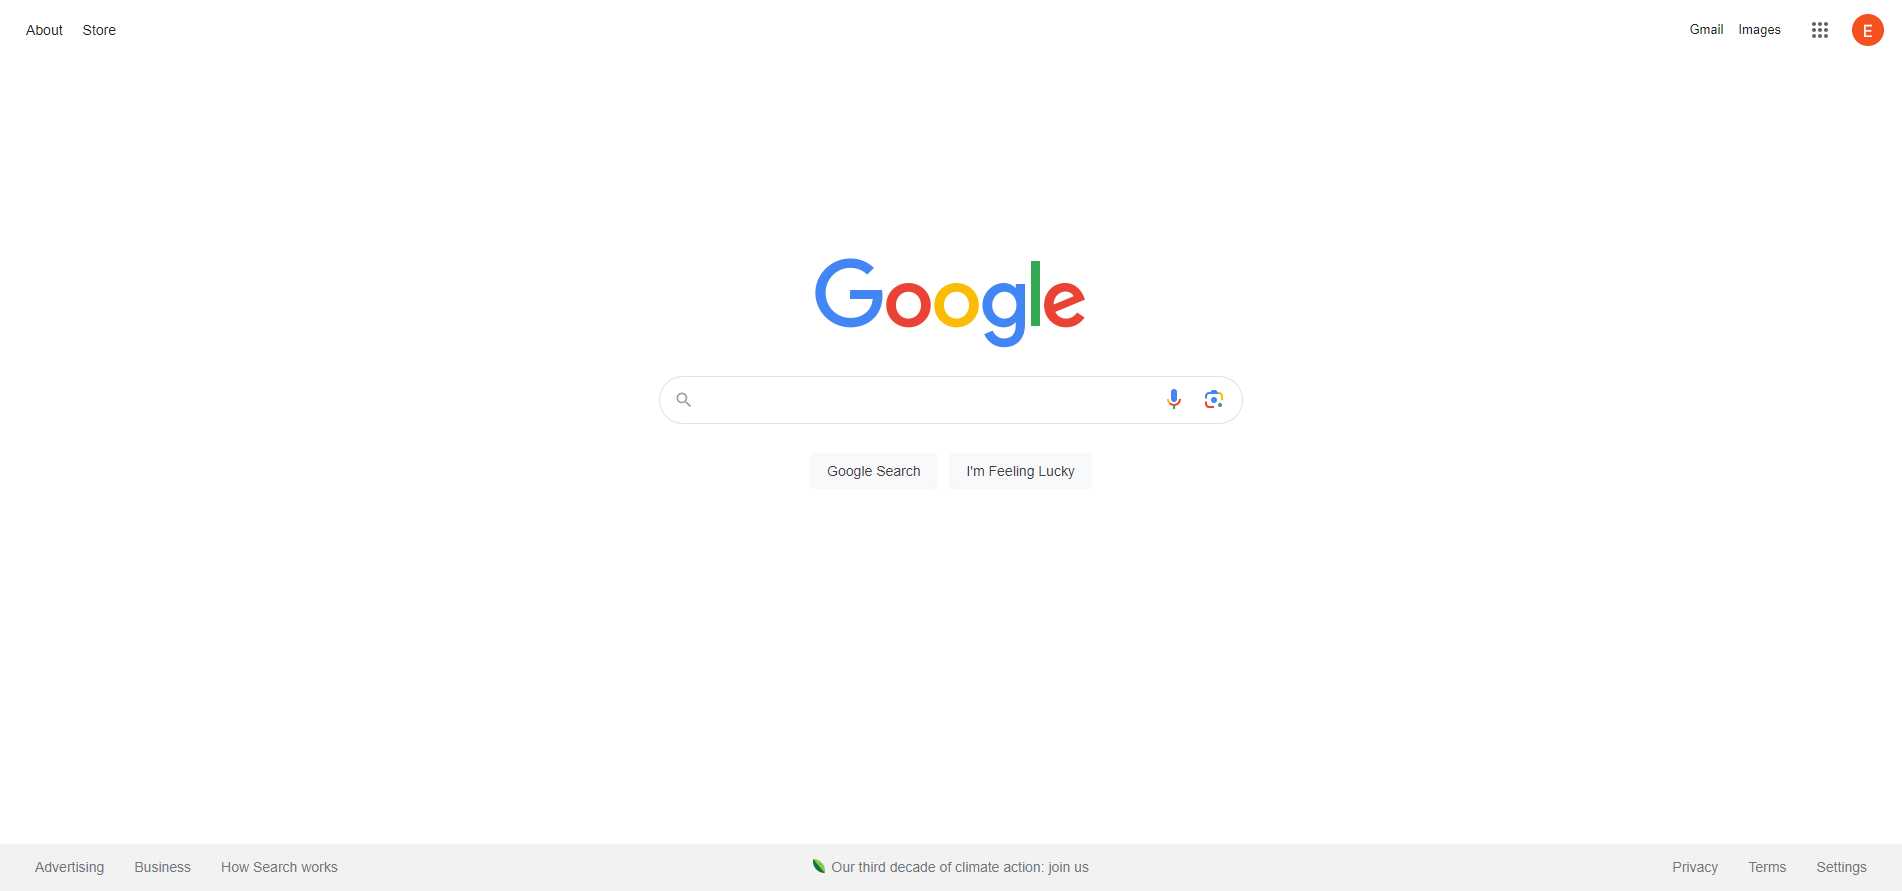 About Store Gmail Images E
Google
Google Search I'm Feeling Lucky
Advertising Business How Search works Our third decade of climate action: join us Privacy Terms Settings